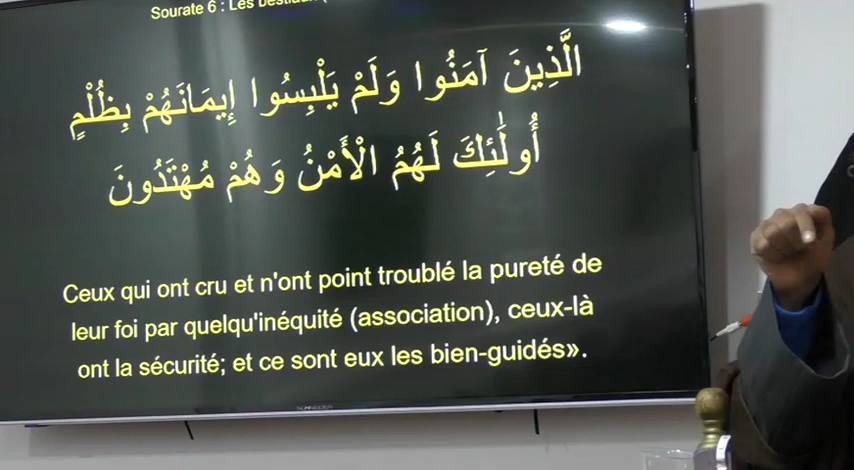 Sourate 6 : Les bestiaux (
الَّذِينَ آمَنُوا وَلَمْ يَلْبِسُوا إِيمَانَهُمْ بِظُلْمٍ
أُولَٰئِكَ لَهُمُ الْأَمْنُ وَهُمْ مُهْتَدُونَ
Ceux qui ont cru et n'ont point troublé la pureté de
leur foi par quelqu'inéquité (association), ceux-là
ont la sécurité; et ce sont eux les bien-guidés».